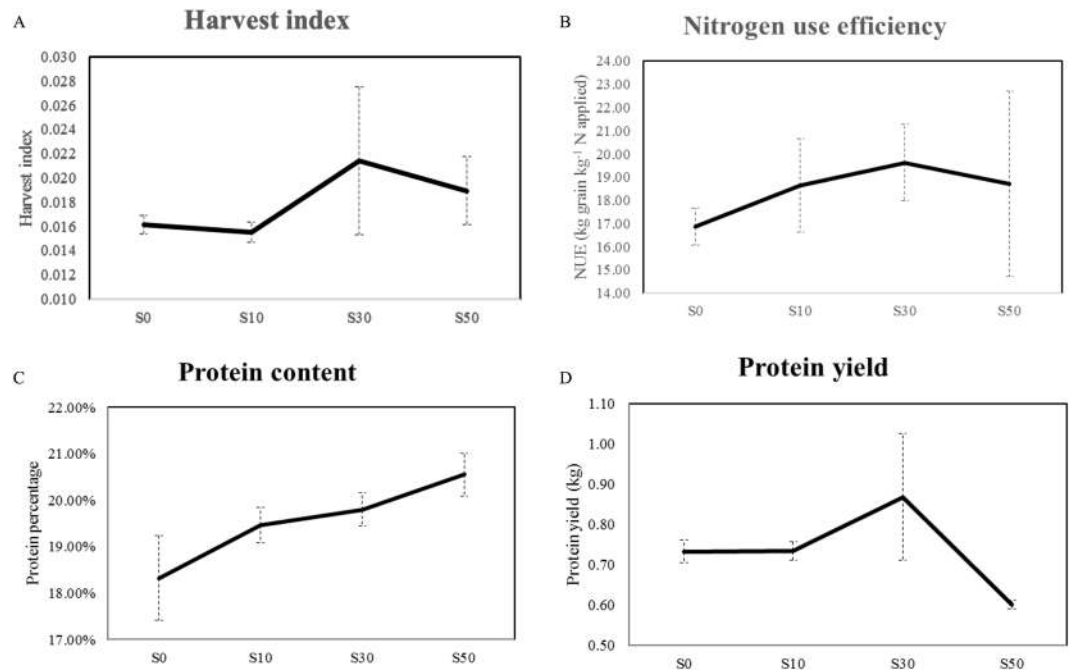 A
Harvest index
Harvest index
0.030
0.028
0.026
0.024
0.022
0.020
0.018
0.016
0.014
0.012
0.010
S0 S10 S30 S50
B
Nitrogen use efficiency
NUE (kg grain kg⁻¹ N applied)
24.00
23.00
22.00
21.00
20.00
19.00
18.00
17.00
16.00
15.00
14.00
S0 S10 S30 S50
C
Protein content
Protein percentage
22.00%
21.00%
20.00%
19.00%
18.00%
17.00%
S0 S10 S30 S50
D
Protein yield
Protein yield (kg)
1.10
1.00
0.90
0.80
0.70
0.60
0.50
S0 S10 S30 S50